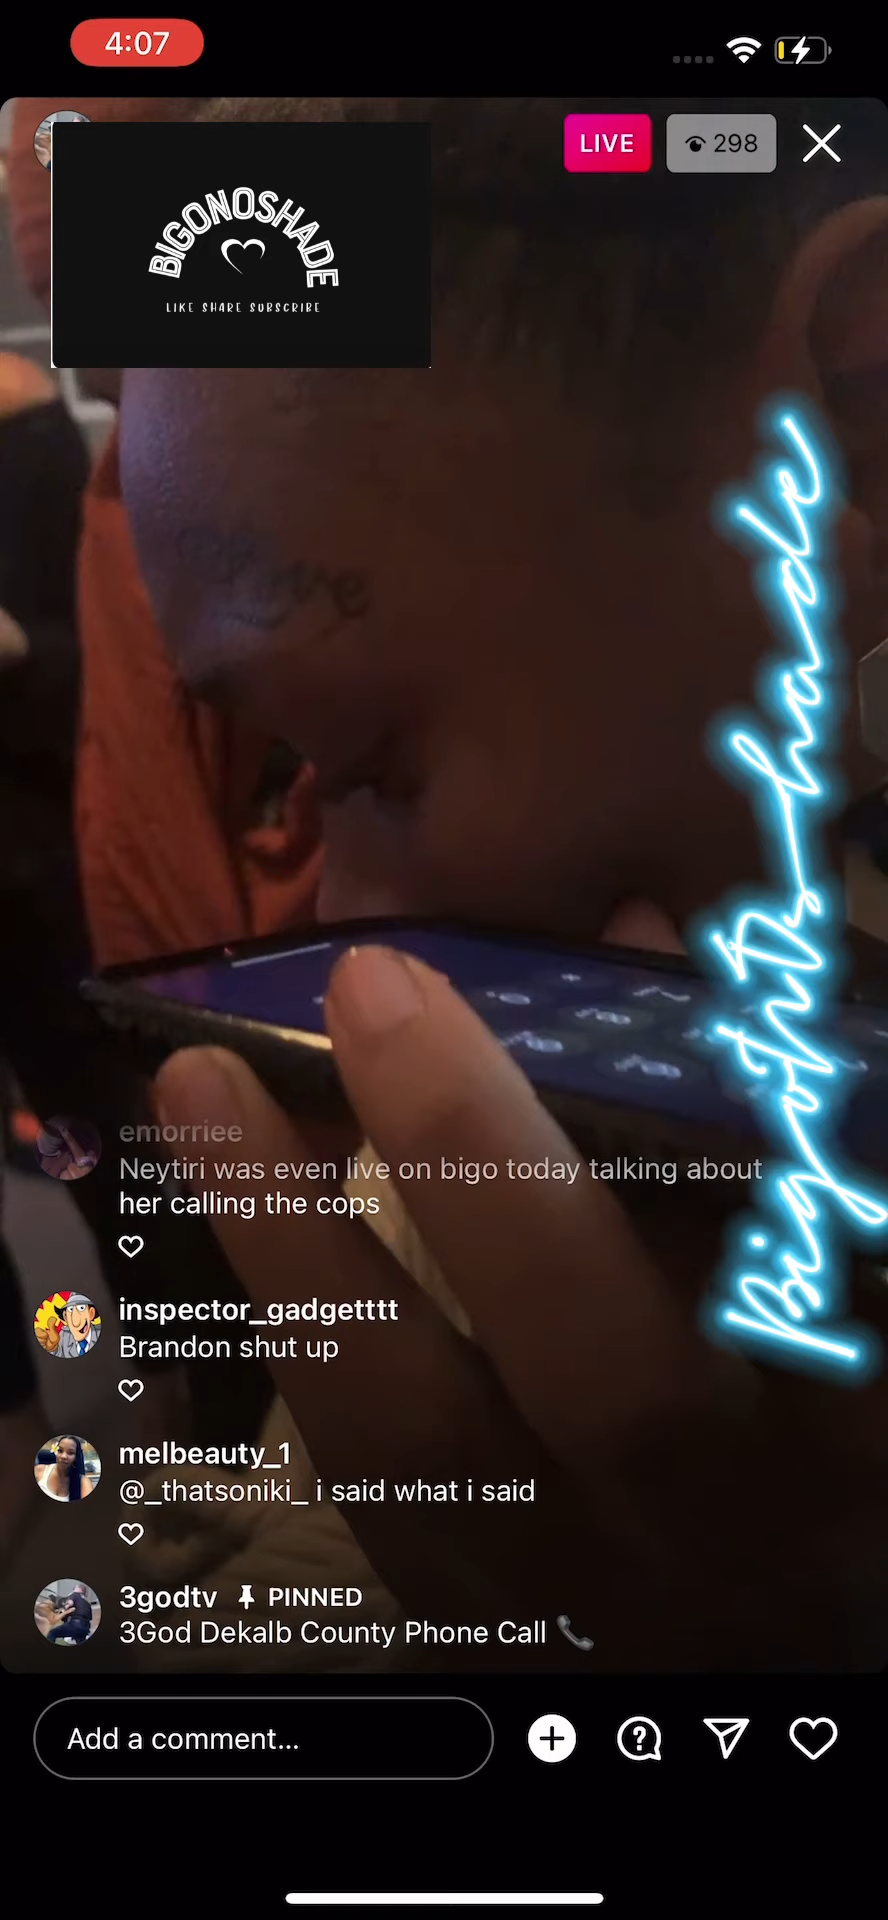 4:07
LIVE
298
BIGONOSHADE
LIKE SHARE SUBSCRIBE
emorriee
Neytiri was even live on bigo today talking about
her calling the cops
inspector_gadgetttt
Brandon shut up
melbeauty_1
@_thatsoniki_ i said what i said
3godtv PINNED
3God Dekalb County Phone Call
Add a comment...